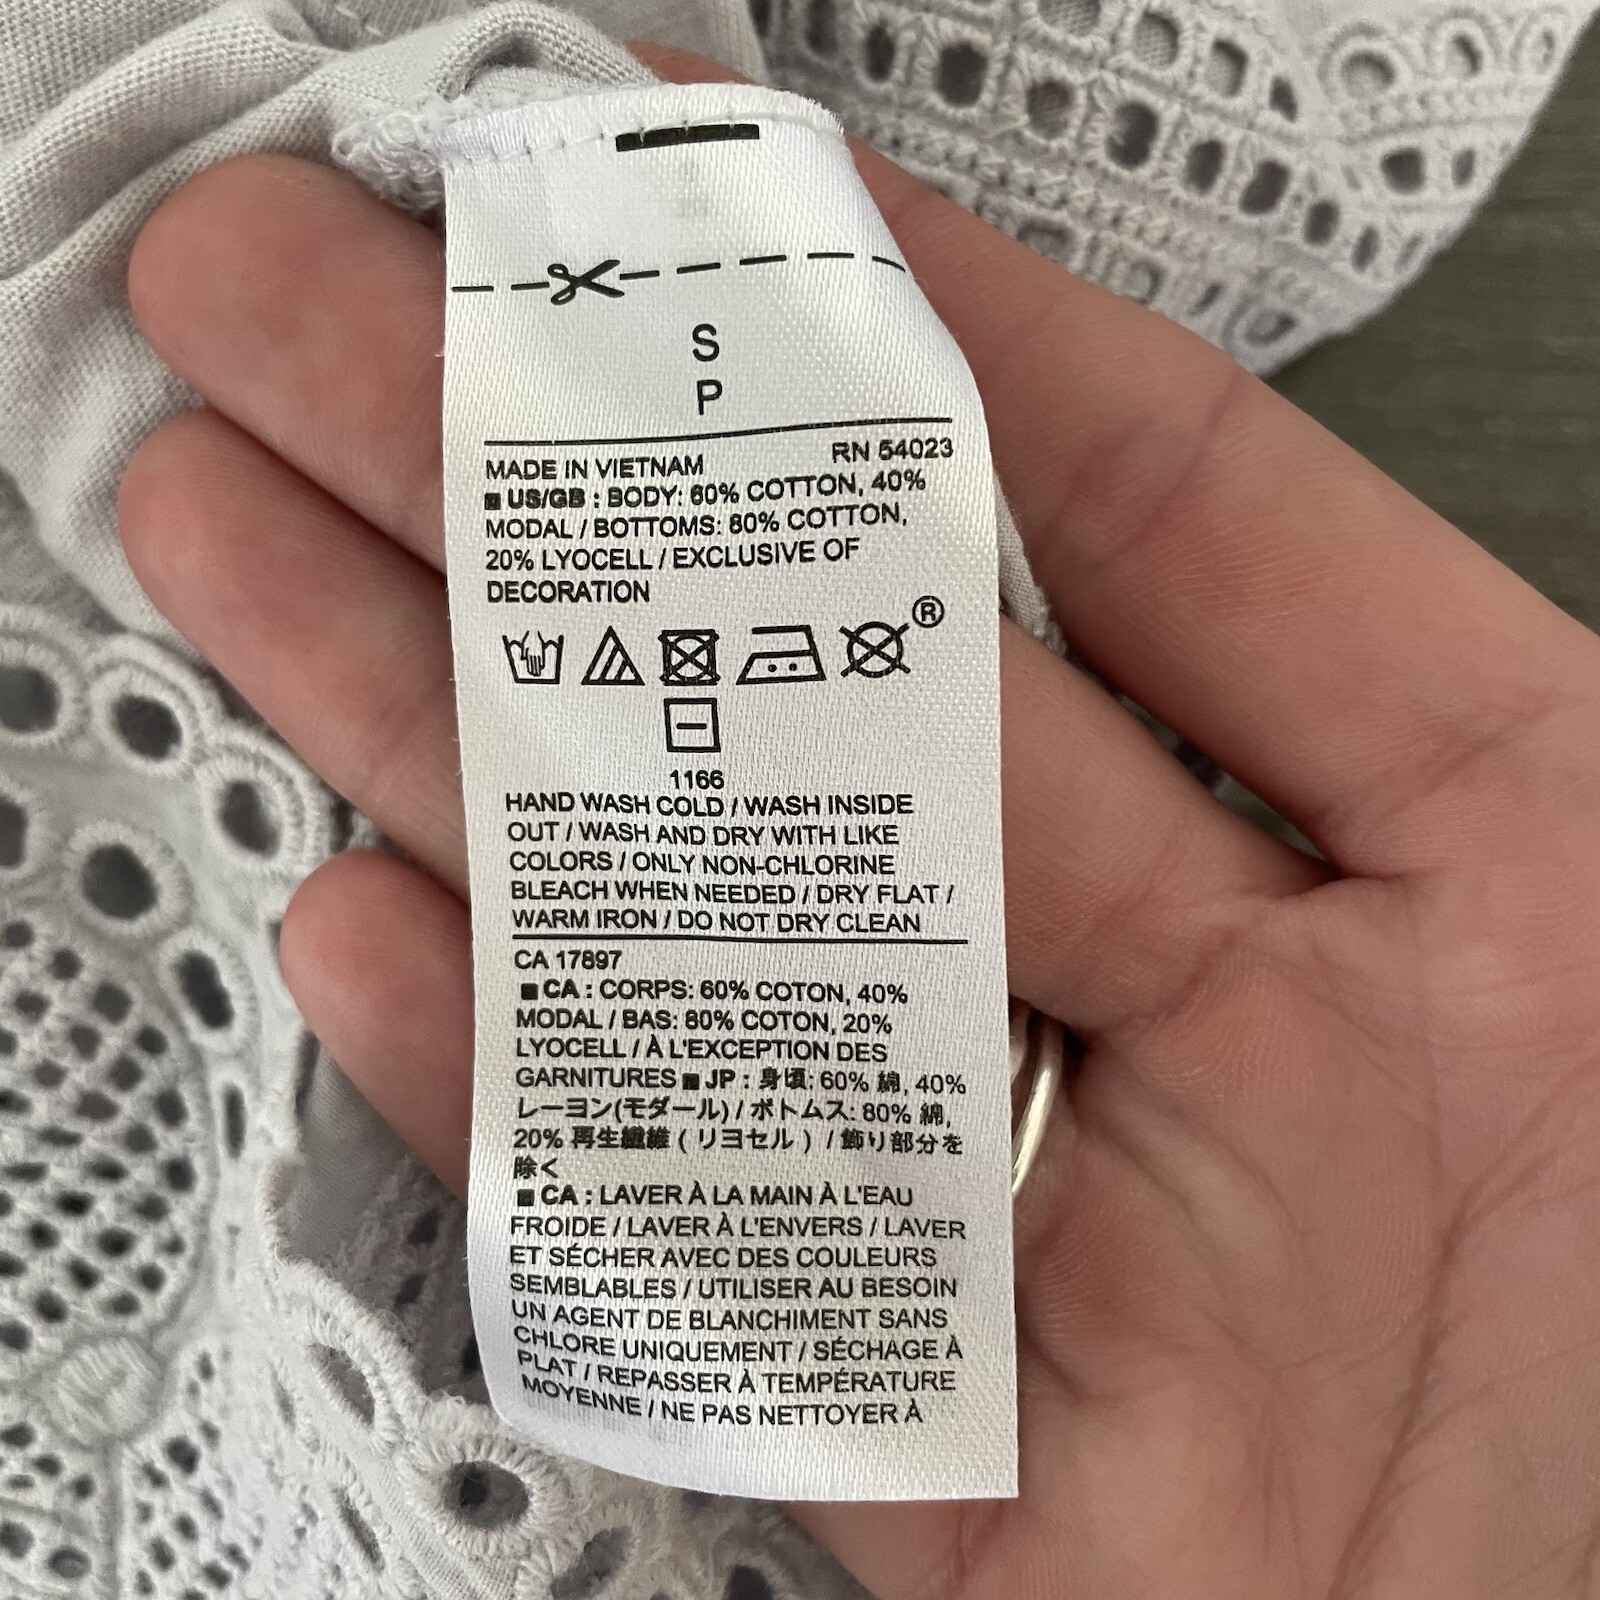 S
P
MADE IN VIETNAM RN 54023
US/GB : BODY: 60% COTTON, 40%
MODAL / BOTTOMS: 80% COTTON,
20% LYOCELL / EXCLUSIVE OF
DECORATION
®
1166
HAND WASH COLD / WASH INSIDE
OUT / WASH AND DRY WITH LIKE
COLORS / ONLY NON-CHLORINE
BLEACH WHEN NEEDED / DRY FLAT /
WARM IRON / DO NOT DRY CLEAN
CA 17897
■ CA : CORPS: 60% COTON, 40%
MODAL / BAS: 80% COTON, 20%
LYOCELL / À L'EXCEPTION DES
GARNITURES ■ JP : 身頃: 60% 綿, 40%
レーヨン(モダール) / ボトムス: 80% 綿,
20% 再生繊維 ( リヨセル ) / 飾り部分を
除く
■ CA : LAVER À LA MAIN À L'EAU
FROIDE / LAVER À L'ENVERS / LAVER
ET SÉCHER AVEC DES COULEURS
SEMBLABLES / UTILISER AU BESOIN
UN AGENT DE BLANCHIMENT SANS
CHLORE UNIQUEMENT / SÉCHAGE À
PLAT / REPASSER À TEMPÉRATURE
MOYENNE / NE PAS NETTOYER À